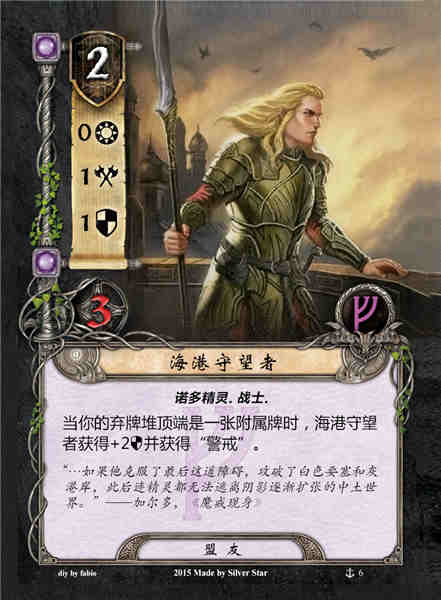 2
0
1
1
3
海港守望者
诺多精灵. 战士.
当你的弃牌堆顶端是一张附属牌时，海港守望
者获得+2并获得“警戒”。
“…如果他克服了最后这道障碍，攻破了白色要塞和灰
港岸，此后连精灵都无法逃离阴影逐渐扩张的中土世
界。”——加尔多，《魔戒现身》
盟友
diy by fabio
2015 Made by Silver Star
6